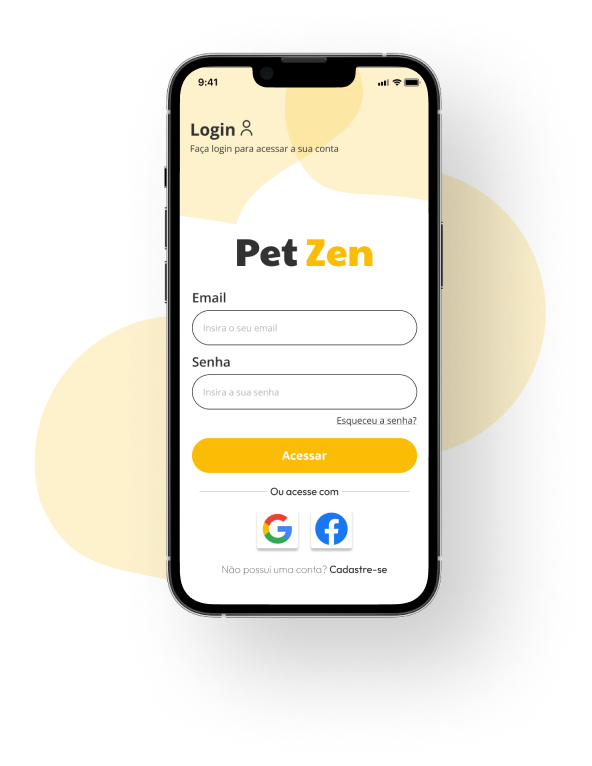 9:41
Login
Faça login para acessar a sua conta
Pet Zen
Email
Insira o seu email
Senha
Insira a sua senha
Esqueceu a senha?
Acessar
Ou acesse com
Não possui uma conta? Cadastre-se